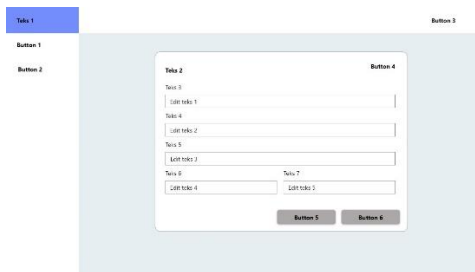 Teks 1
Button 3
Button 1
Button 2
Teks 2
Button 4
Teks 3
Edit teks 1
Teks 4
Edit teks 2
Teks 5
Edit teks 3
Teks 6
Teks 7
Edit teks 4
Edit teks 5
Button 5
Button 6